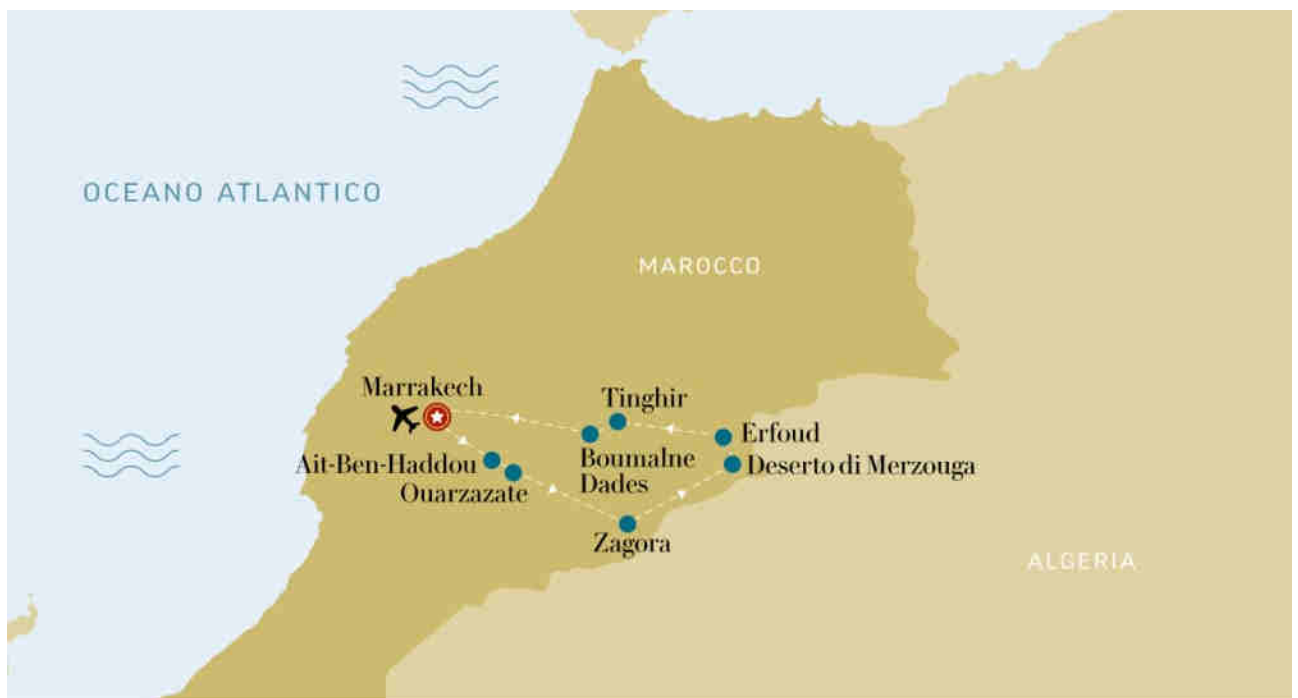 OCEANO ATLANTICO
MAROCCO
Marrakech
Tinghir
Erfoud
Boumalne
Dades
Deserto di Merzouga
Ait-Ben-Haddou
Ouarzazate
Zagora
ALGERIA